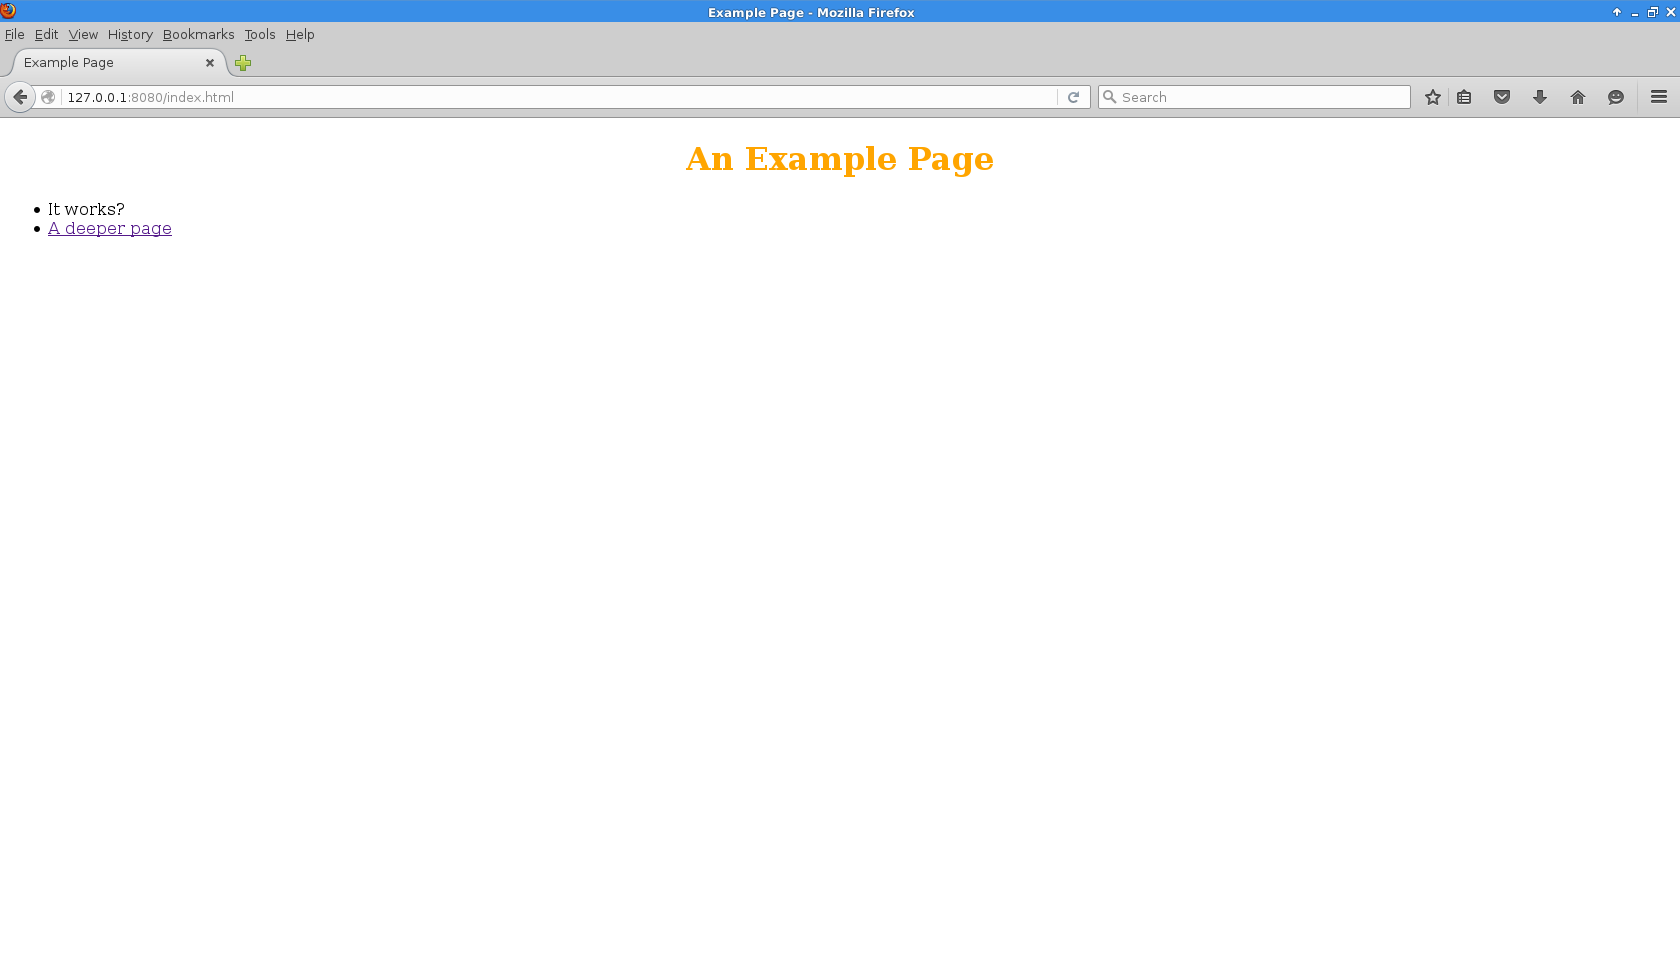 Example Page - Mozilla Firefox
File Edit View History Bookmarks Tools Help
Example Page
127.0.0.1:8080/index.html
Search
An Example Page
It works?
A deeper page